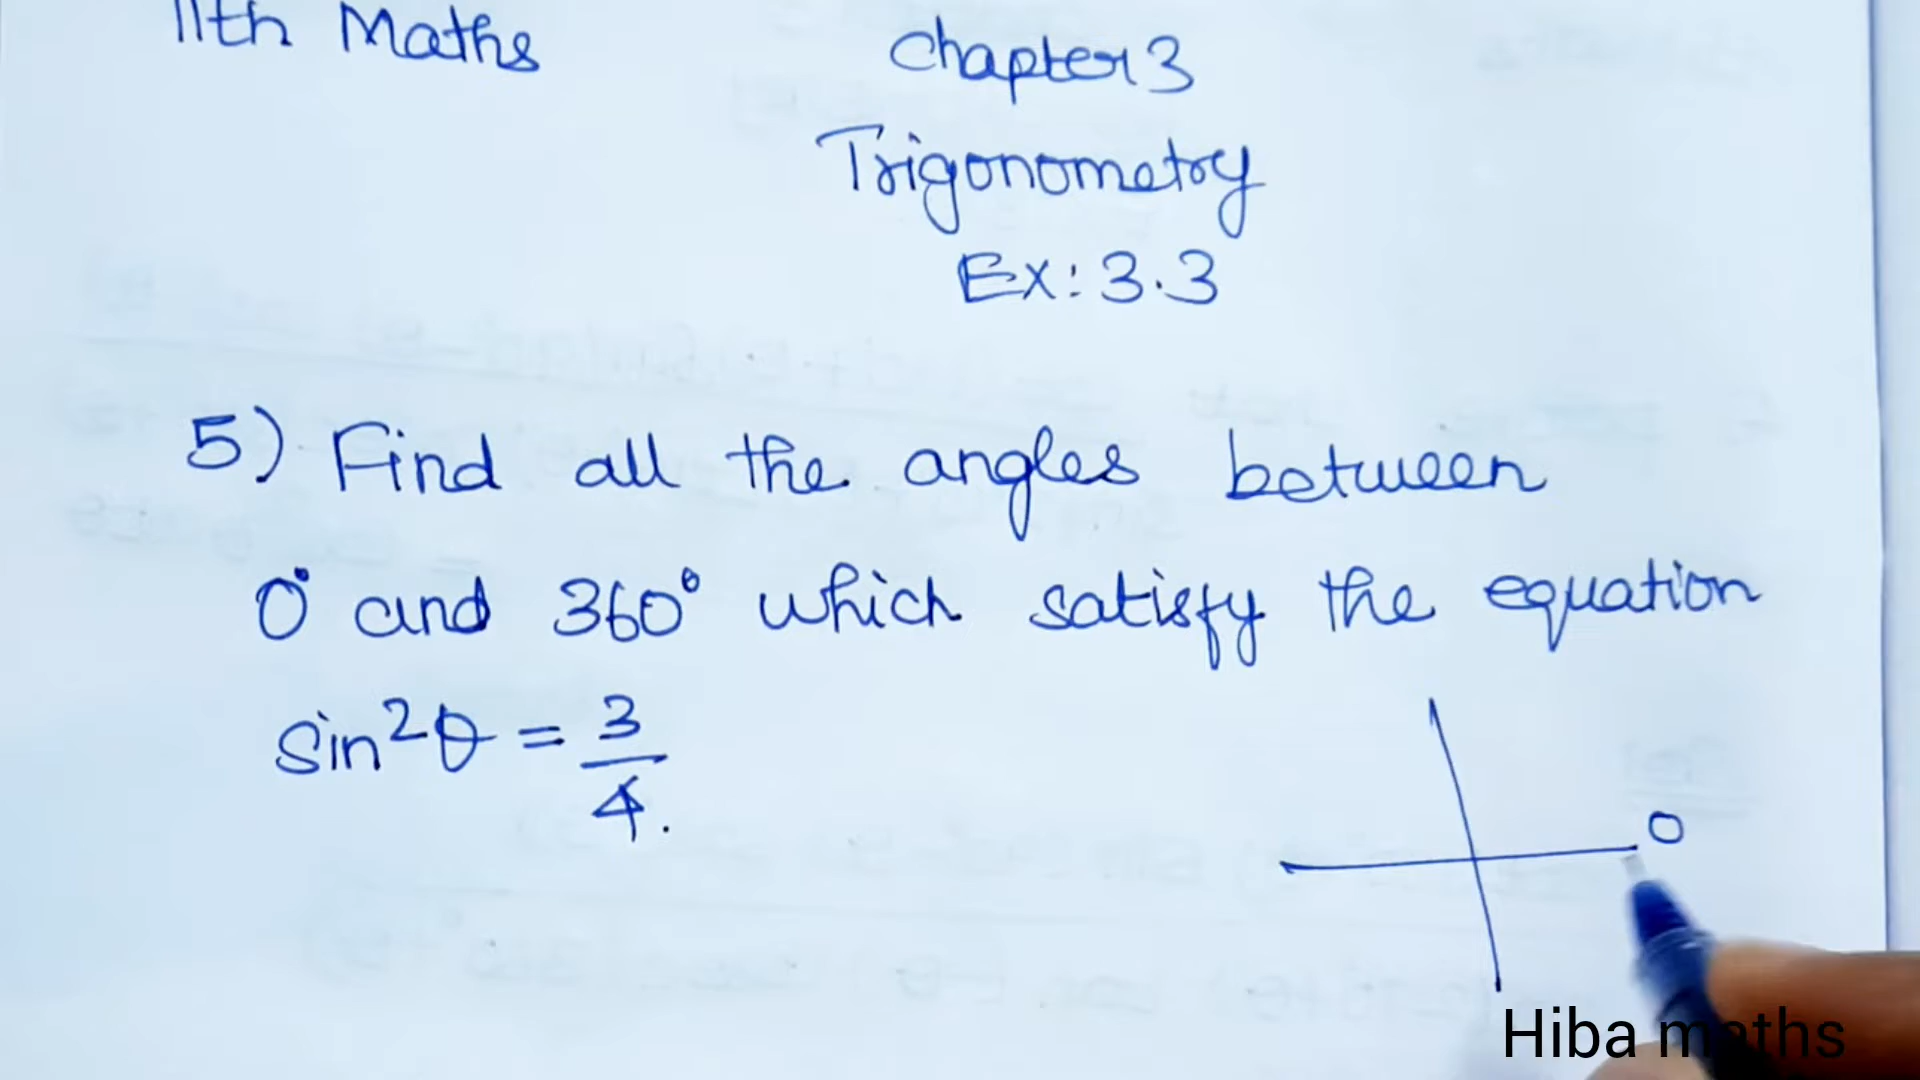 11th Maths
Chapter 3
Trigonometry
Ex: 3.3
5) Find all the angles between
0° and 360° which satisfy the equation
sin²θ = 3/4.
0
Hiba maths